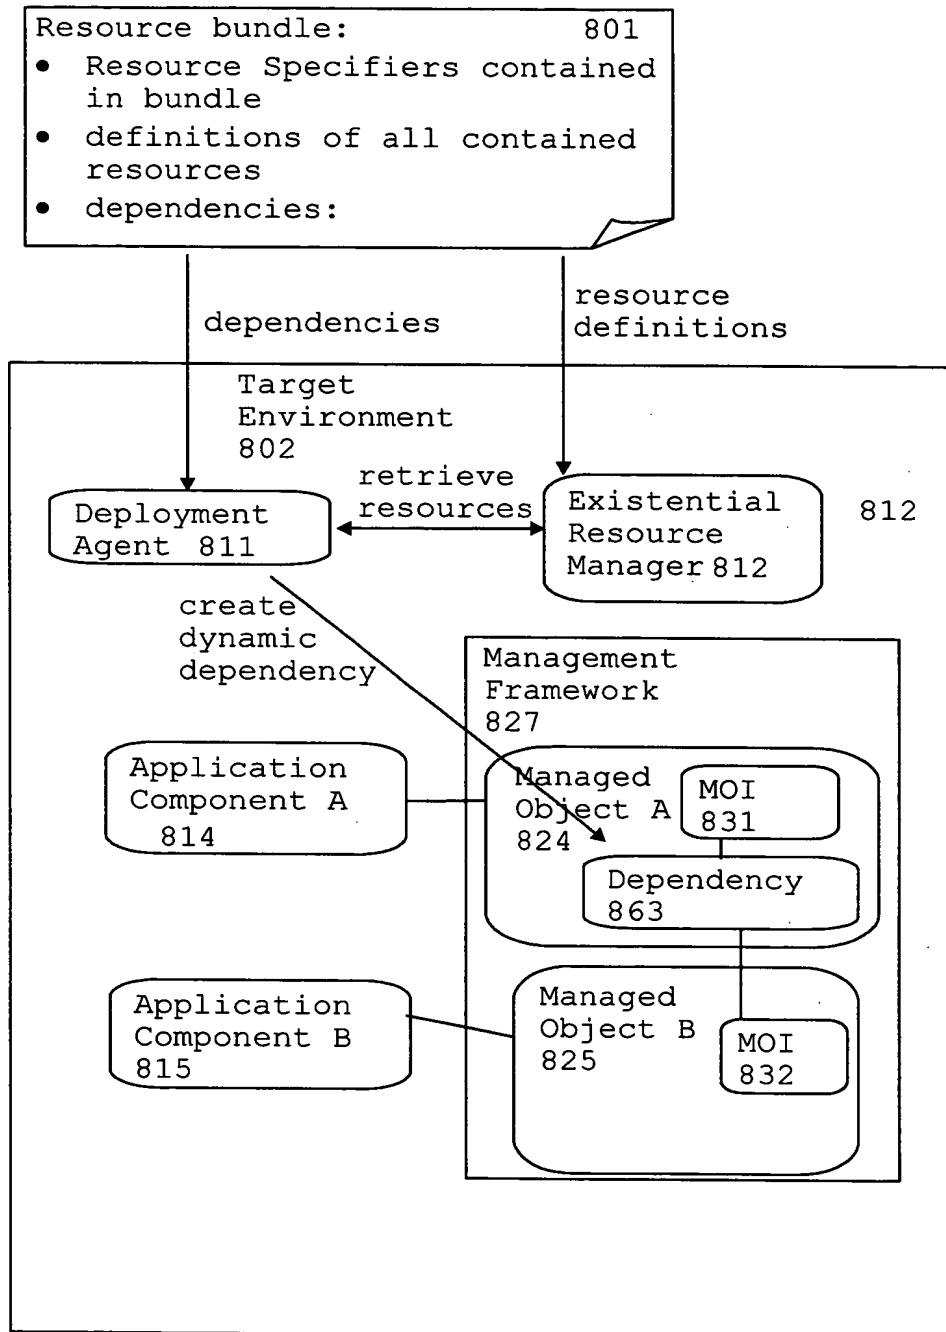 Resource bundle: 801
• Resource Specifiers contained
in bundle
• definitions of all contained
resources
• dependencies:
dependencies
resource
definitions
Target
Environment
802
retrieve
resources
Deployment
Agent 811
Existential
Resource
Manager 812
812
create
dynamic
dependency
Management
Framework
827
Application
Component A
814
Managed
Object A
824
MOI
831
Dependency
863
Application
Component B
815
Managed
Object B
825
MOI
832